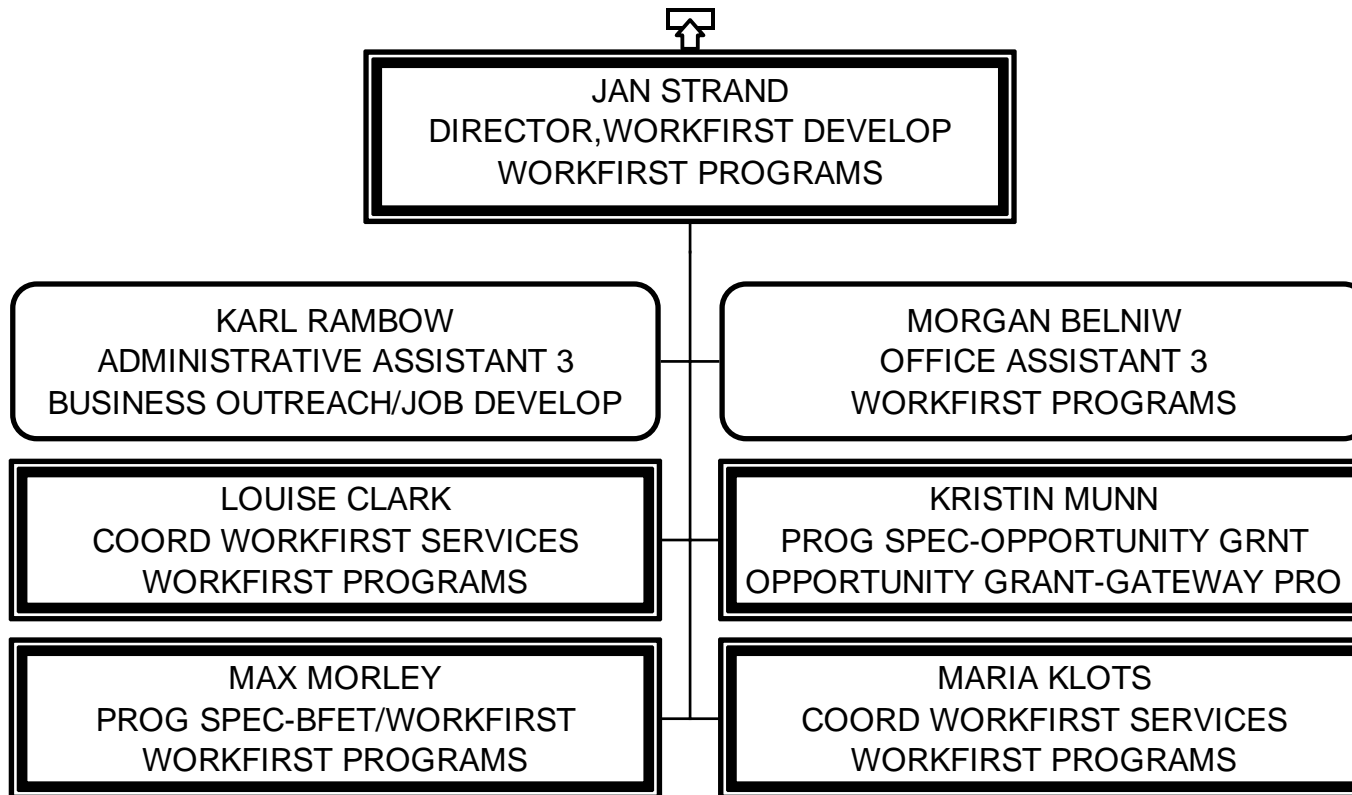 JAN STRAND
DIRECTOR,WORKFIRST DEVELOP
WORKFIRST PROGRAMS
KARL RAMBOW
ADMINISTRATIVE ASSISTANT 3
BUSINESS OUTREACH/JOB DEVELOP
MORGAN BELNIW
OFFICE ASSISTANT 3
WORKFIRST PROGRAMS
LOUISE CLARK
COORD WORKFIRST SERVICES
WORKFIRST PROGRAMS
KRISTIN MUNN
PROG SPEC-OPPORTUNITY GRNT
OPPORTUNITY GRANT-GATEWAY PRO
MAX MORLEY
PROG SPEC-BFET/WORKFIRST
WORKFIRST PROGRAMS
MARIA KLOTS
COORD WORKFIRST SERVICES
WORKFIRST PROGRAMS